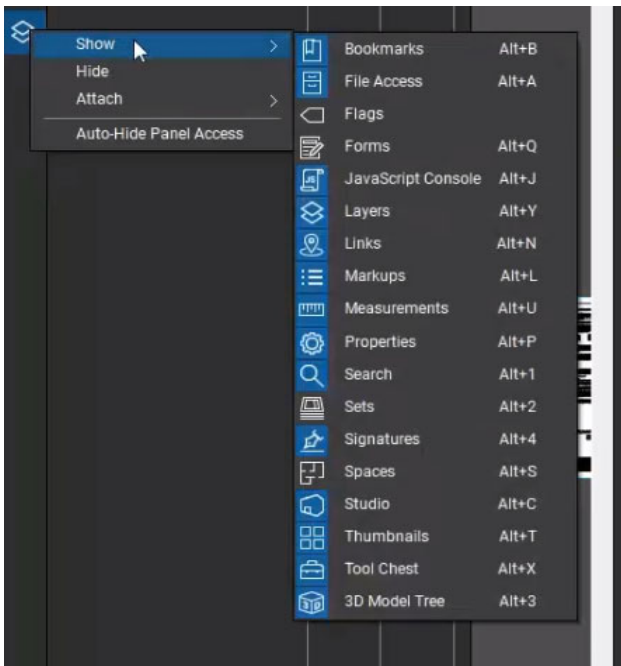 Show
Hide
Attach
Auto-Hide Panel Access
Bookmarks Alt+B
File Access Alt+A
Flags
Forms Alt+Q
JS JavaScript Console Alt+J
Layers Alt+Y
Links Alt+N
Markups Alt+L
Measurements Alt+U
Properties Alt+P
Search Alt+1
Sets Alt+2
Signatures Alt+4
Spaces Alt+S
Studio Alt+C
Thumbnails Alt+T
Tool Chest Alt+X
3D 3D Model Tree Alt+3